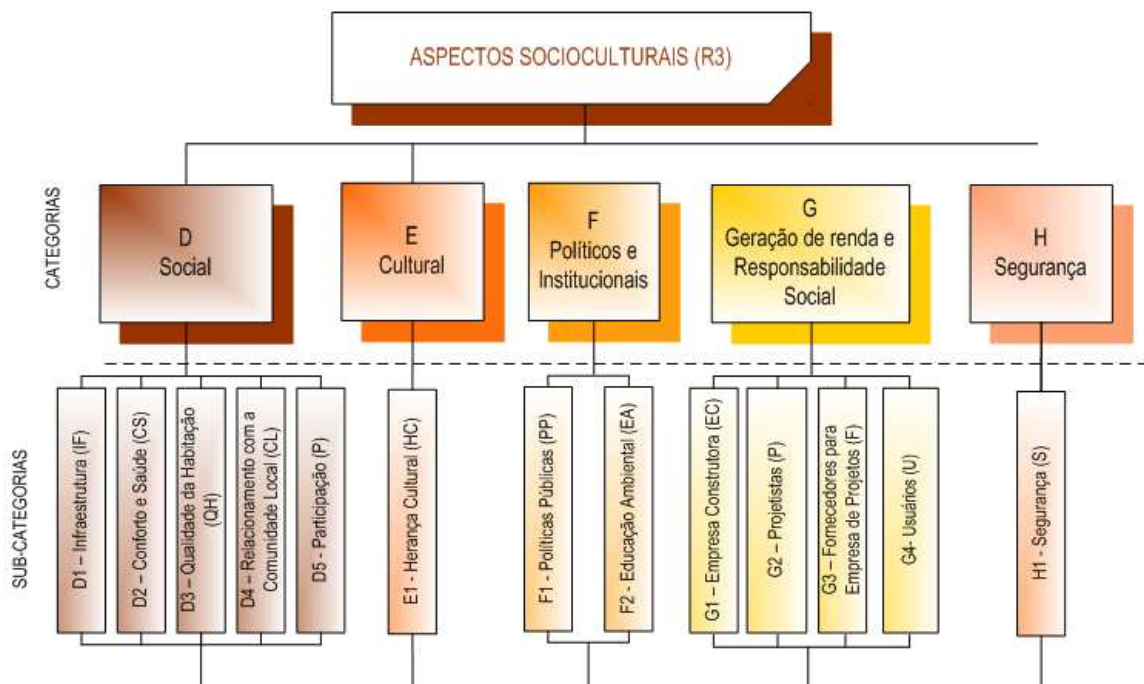 ASPECTOS SOCIOCULTURAIS (R3)
CATEGORIAS
D
Social
E
Cultural
F
Políticos e
Institucionais
G
Geração de renda e
Responsabilidade
Social
H
Segurança
SUB-CATEGORIAS
D1 – Infraestrutura (IF)
D2 – Conforto e Saúde (CS)
D3 – Qualidade da Habitação
(QH)
D4 – Relacionamento com a
Comunidade Local (CL)
D5 - Participação (P)
E1 - Herança Cultural (HC)
F1 - Políticas Públicas (PP)
F2 - Educação Ambiental (EA)
G1 – Empresa Construtora (EC)
G2 – Projetistas (P)
G3 – Fornecedores para
Empresa de Projetos (F)
G4- Usuários (U)
H1 - Segurança (S)